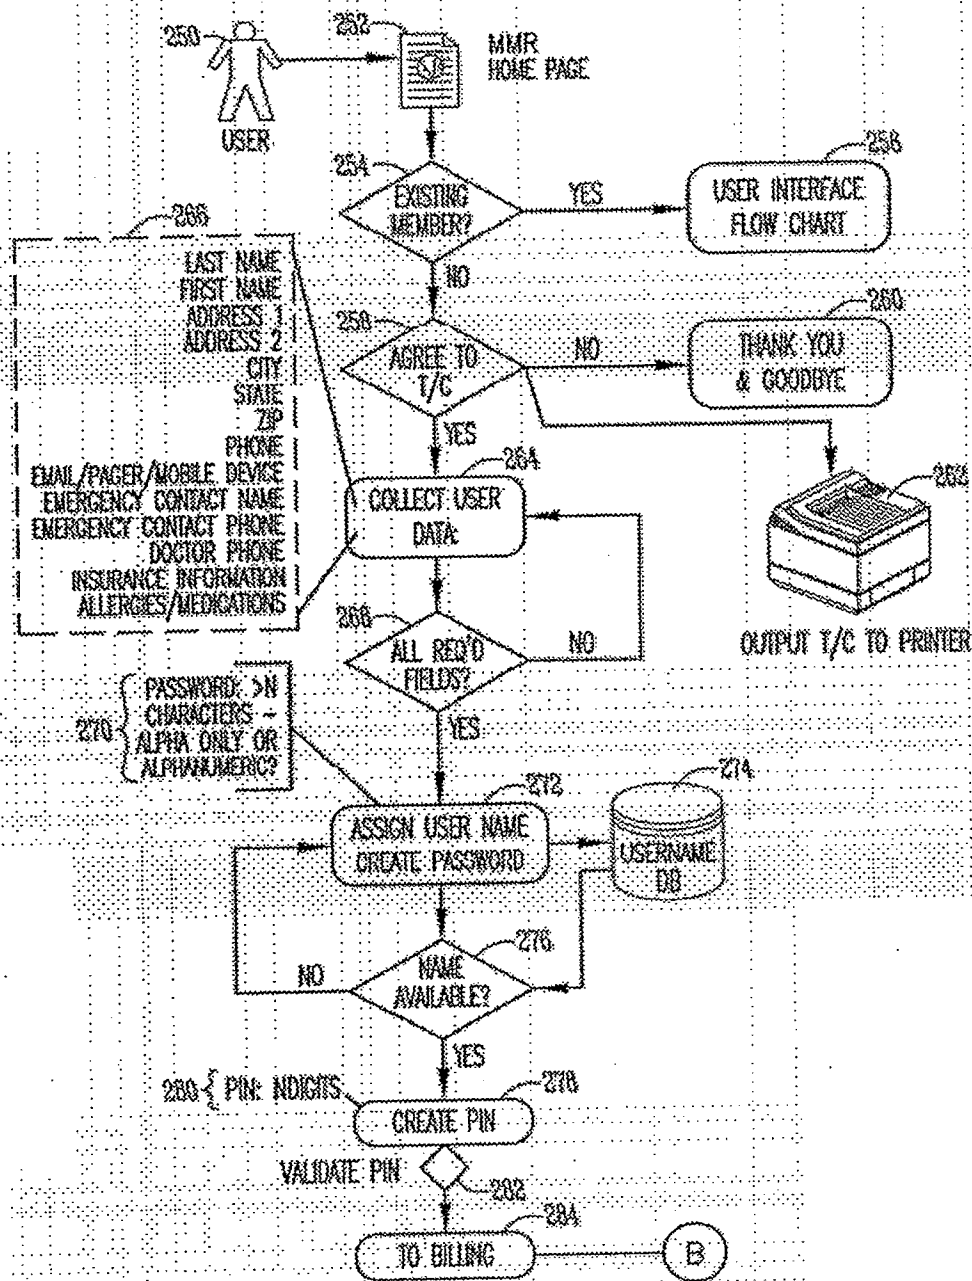 250
USER
252
MMR
HOME PAGE
254
EXISTING
MEMBER?
YES
256
USER INTERFACE
FLOW CHART
NO
258
AGREE TO
T/C
NO
260
THANK YOU
& GOODBYE
YES
262
OUTPUT T/C TO PRINTER
264
COLLECT USER
DATA:
266
LAST NAME
FIRST NAME
ADDRESS 1
ADDRESS 2
CITY
STATE
ZIP
PHONE
EMAIL/PAGER/MOBILE DEVICE
EMERGENCY CONTACT NAME
EMERGENCY CONTACT PHONE
DOCTOR PHONE
INSURANCE INFORMATION
ALLERGIES/MEDICATIONS
ALL REQ'D
FIELDS?
NO
YES
270
PASSWORD: >N
CHARACTERS -
ALPHA ONLY OR
ALPHANUMERIC?
272
ASSIGN USER NAME
CREATE PASSWORD
274
USERNAME
DB
276
NAME
AVAILABLE?
NO
YES
280
PIN: NDIGITS
278
CREATE PIN
VALIDATE PIN
282
284
TO BILLING
B